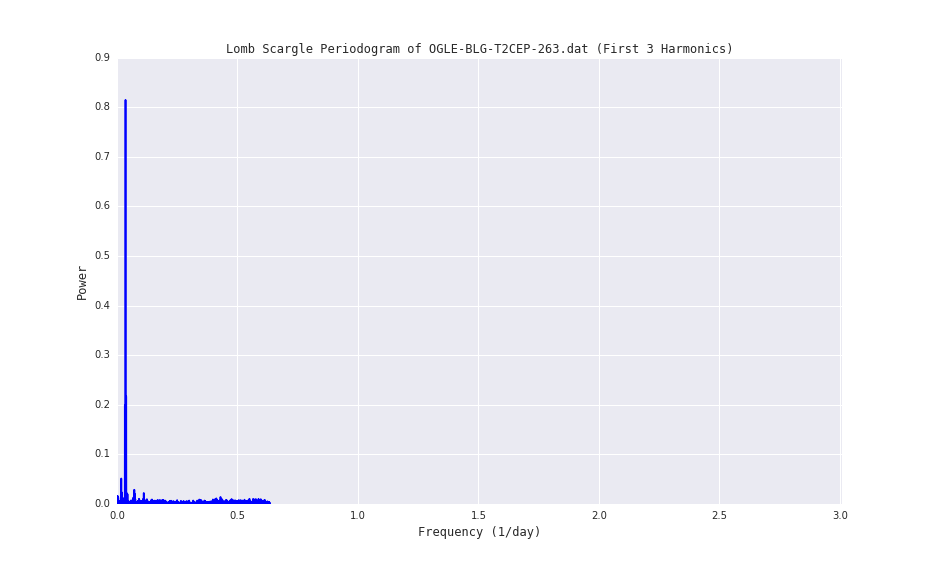 Lomb Scargle Periodogram of OGLE-BLG-T2CEP-263.dat (First 3 Harmonics)
0.9
0.8
0.7
0.6
0.5
0.4
0.3
0.2
0.1
0.0
Power
0.0 0.5 1.0 1.5 2.0 2.5 3.0
Frequency (1/day)